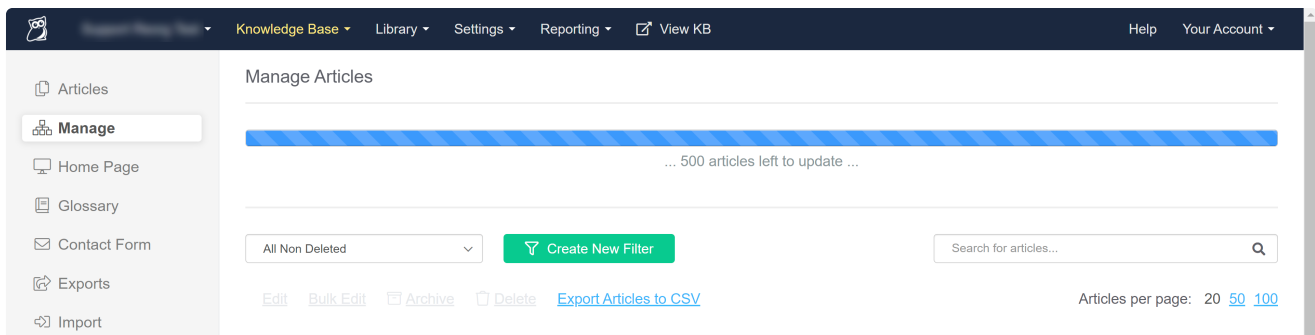 Knowledge Base Library Settings Reporting View KB Help Your Account
Articles
Manage
Home Page
Glossary
Contact Form
Exports
Import
Manage Articles
... 500 articles left to update ...
All Non Deleted Create New Filter Search for articles...
Edit Bulk Edit Archive Delete Export Articles to CSV Articles per page: 20 50 100